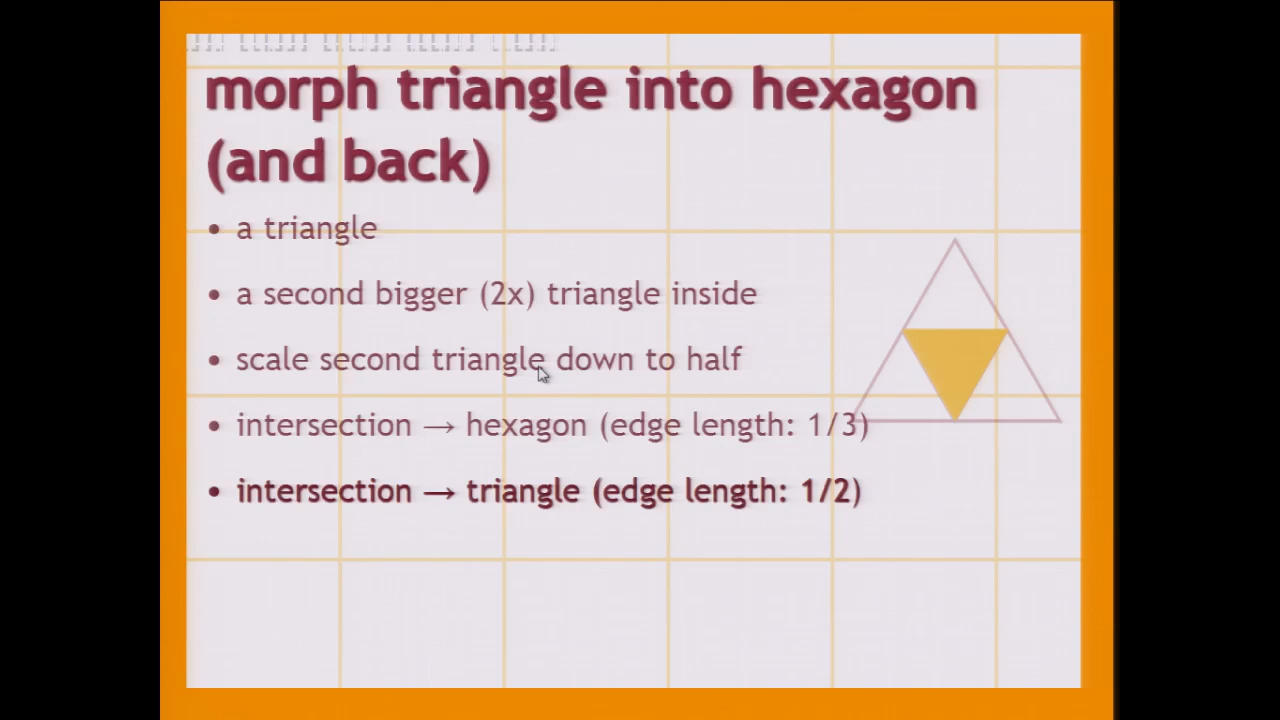 morph triangle into hexagon
(and back)
• a triangle
• a second bigger (2x) triangle inside
• scale second triangle down to half
• intersection → hexagon (edge length: 1/3)
• intersection → triangle (edge length: 1/2)